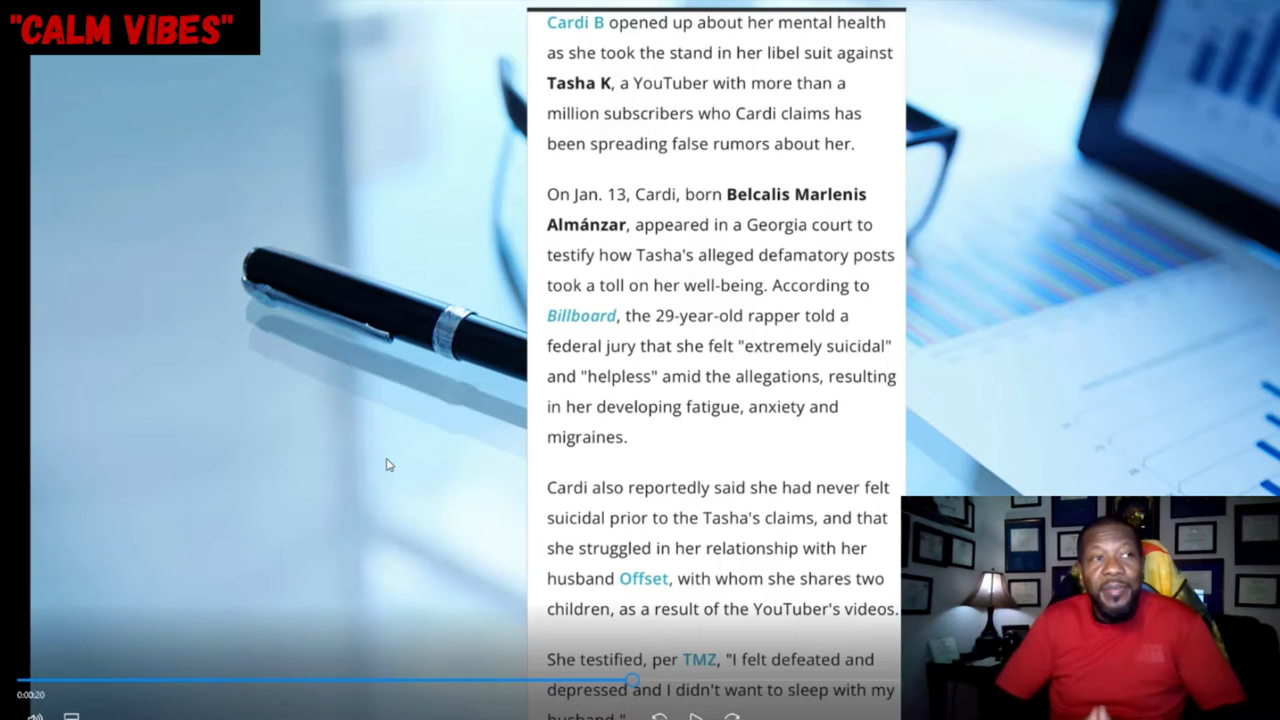 "CALM VIBES"
Cardi B opened up about her mental health
as she took the stand in her libel suit against
Tasha K, a YouTuber with more than a
million subscribers who Cardi claims has
been spreading false rumors about her.
On Jan. 13, Cardi, born Belcalis Marlenis
Almánzar, appeared in a Georgia court to
testify how Tasha's alleged defamatory posts
took a toll on her well-being. According to
Billboard, the 29-year-old rapper told a
federal jury that she felt "extremely suicidal"
and "helpless" amid the allegations, resulting
in her developing fatigue, anxiety and
migraines.
Cardi also reportedly said she had never felt
suicidal prior to the Tasha's claims, and that
she struggled in her relationship with her
husband Offset, with whom she shares two
children, as a result of the YouTuber's videos.
She testified, per TMZ, "I felt defeated and
depressed and I didn't want to sleep with my
husband."
0:00:20